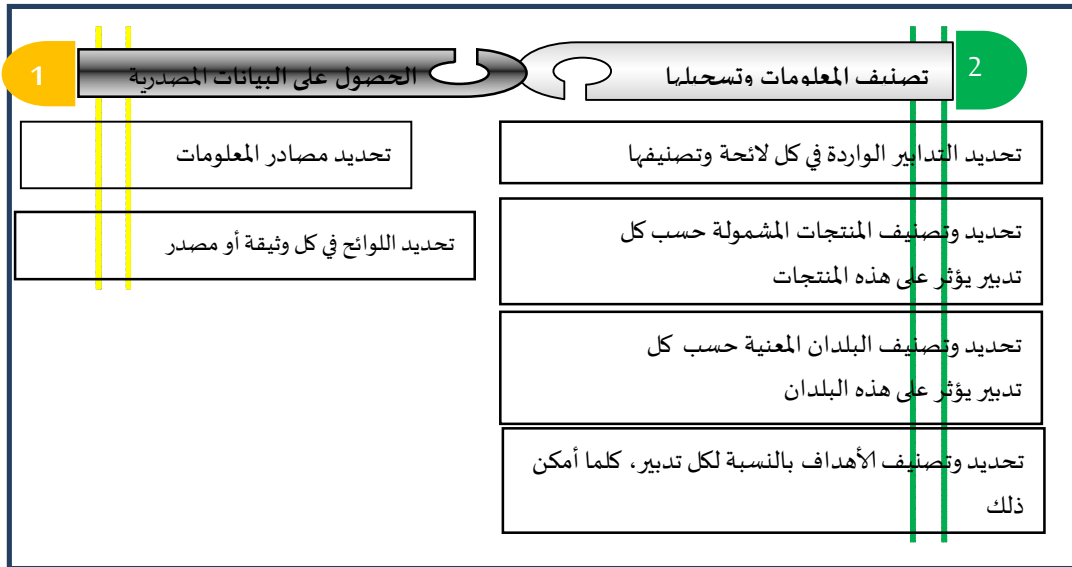 1
الحصول على البيانات المصدرية
تحديد مصادر المعلومات
تحديد اللوائح في كل وثيقة أو مصدر
2
تصنيف المعلومات وتسجيلها
تحديد التدابير الواردة في كل لائحة وتصنيفها
تحديد وتصنيف المنتجات المشمولة حسب كل
تدبير يؤثر على هذه المنتجات
تحديد وتصنيف البلدان المعنية حسب كل
تدبير يؤثر على هذه البلدان
تحديد وتصنيف الأهداف بالنسبة لكل تدبير، كلما أمكن
ذلك